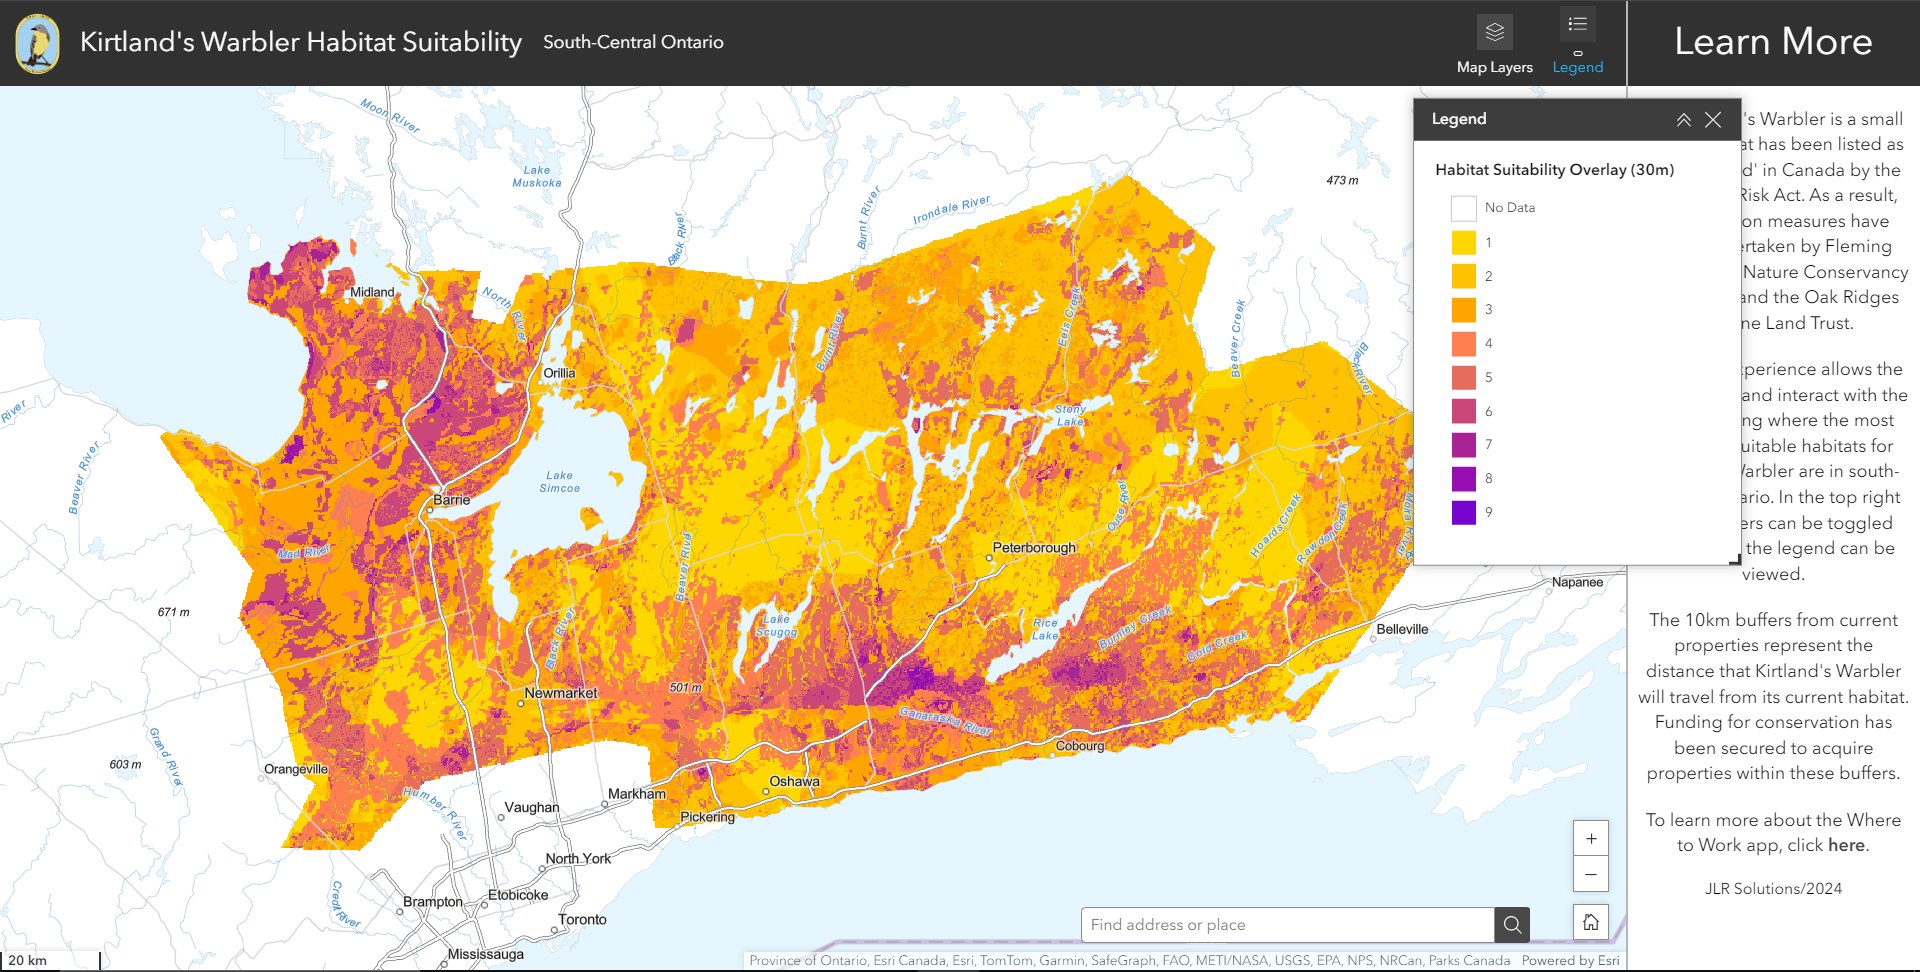 Kirtland's Warbler Habitat Suitability
South-Central Ontario
Map Layers
Legend
Learn More
Legend
Habitat Suitability Overlay (30m)
No Data
1
2
3
4
5
6
7
8
9
's Warbler is a small
at has been listed as
d' in Canada by the
Risk Act. As a result,
on measures have
ertaken by Fleming
Nature Conservancy
and the Oak Ridges
ne Land Trust.
xperience allows the
and interact with the
ng where the most
uitable habitats for
Warbler are in south-
ario. In the top right
ers can be toggled
the legend can be
viewed.
The 10km buffers from current
properties represent the
distance that Kirtland's Warbler
will travel from its current habitat.
Funding for conservation has
been secured to acquire
properties within these buffers.
To learn more about the Where
to Work app, click here.
JLR Solutions/2024
Moon River
Lake
Muskoka
473 m
Black River
Burnt River
Irondale River
Midland
North
River
Burnt River
Eels Creek
Beaver Creek
Black River
Orillia
River
Beaver River
Stony
Lake
Lake
Simcoe
Barrie
Ouse River
Hoards Creek
Rawdon Creek
Moira River
Mad River
Beaver River
Peterborough
Napanee
671 m
Black River
Lake
Scugog
Rice
Lake
Burnley Creek
Cold Creek
Belleville
501 m
Newmarket
Ganaraska River
Cobourg
Grand River
603 m
Orangeville
Oshawa
Humber River
Vaughan
Markham
Pickering
North York
Credit River
Brampton
Etobicoke
Toronto
Mississauga
20 km
+
−
Find address or place
Province of Ontario, Esri Canada, Esri, TomTom, Garmin, SafeGraph, FAO, METI/NASA, USGS, EPA, NPS, NRCan, Parks Canada
Powered by Esri